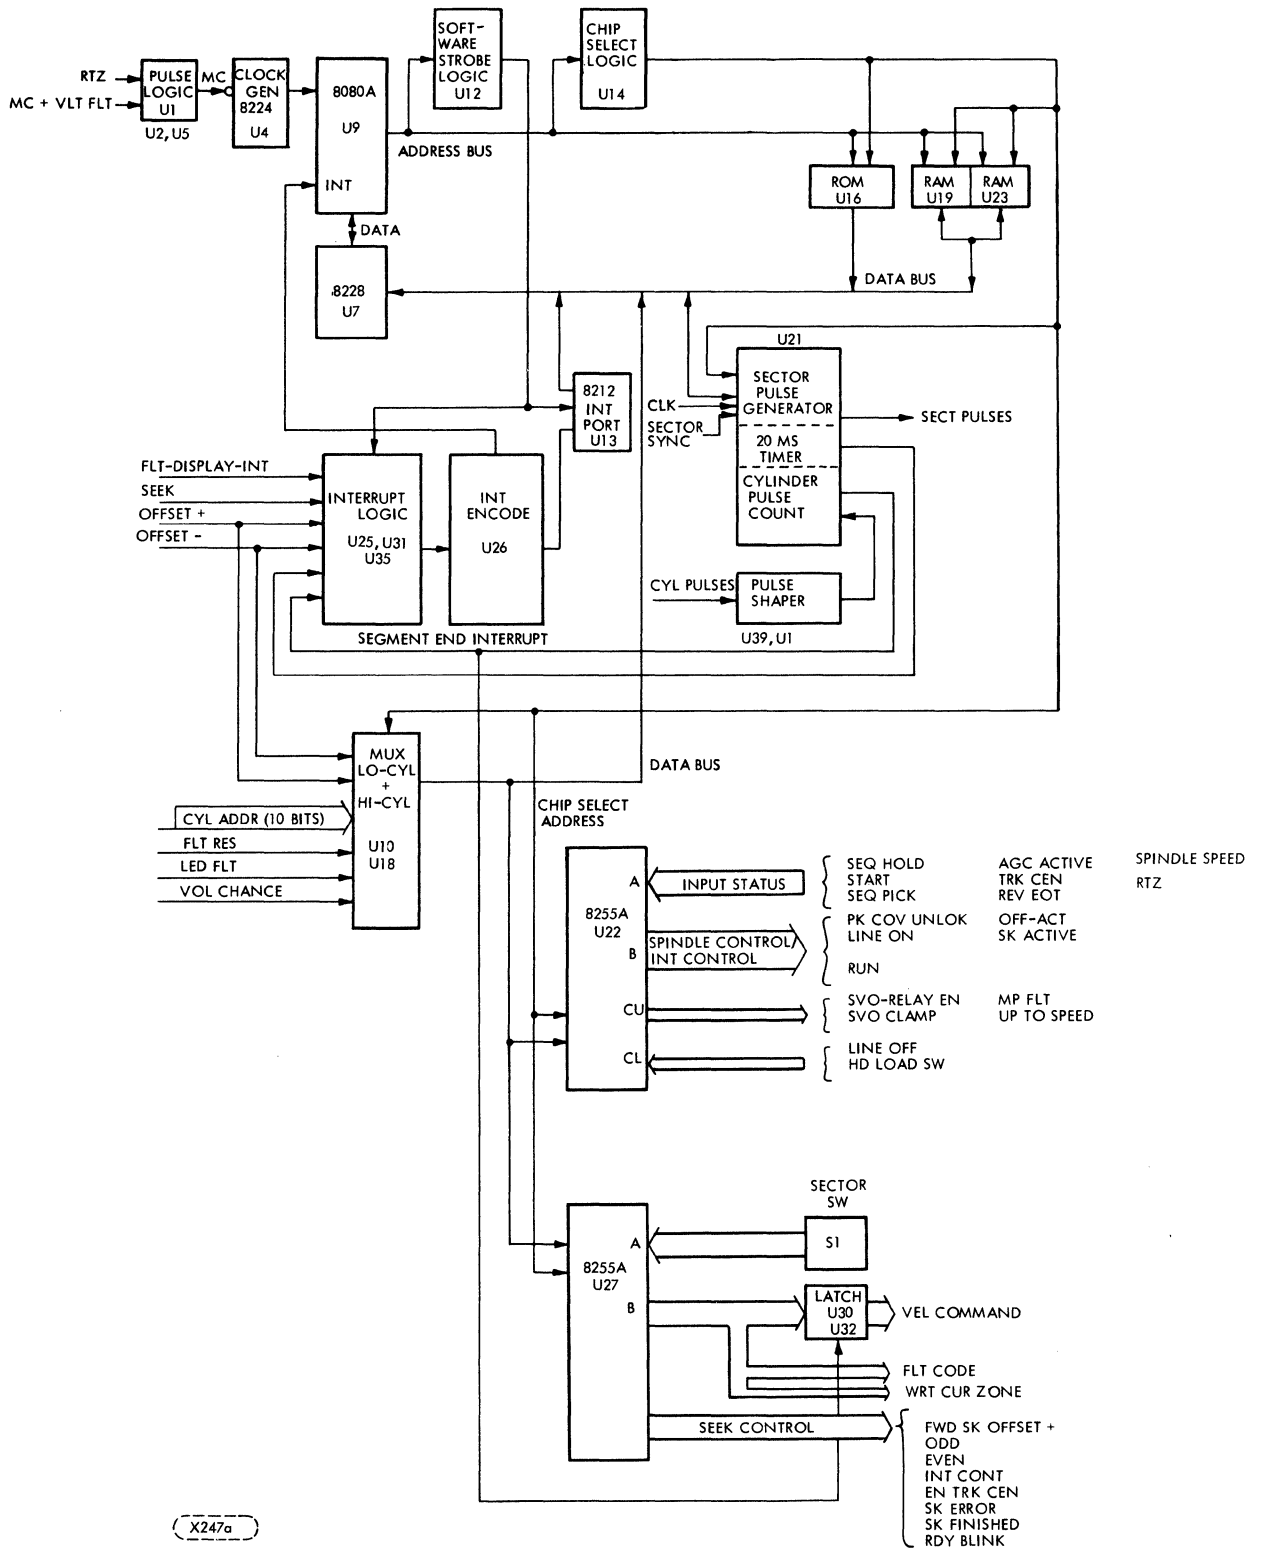 SOFT-
WARE
STROBE
LOGIC
U12
CHIP
SELECT
LOGIC
U14
RTZ
MC + VLT FLT
PULSE
LOGIC
U1
U2, U5
MC
CLOCK
GEN
8224
U4
8080A
U9
INT
ADDRESS BUS
DATA
8228
U7
ROM
U16
RAM
U19
RAM
U23
DATA BUS
8212
INT
PORT
U13
U21
SECTOR
PULSE
GENERATOR
20 MS
TIMER
CYLINDER
PULSE
COUNT
CLK
SECTOR
SYNC
SECT PULSES
FLT-DISPLAY-INT
SEEK
OFFSET +
OFFSET -
INTERRUPT
LOGIC
U25, U31
U35
INT
ENCODE
U26
CYL PULSES
PULSE
SHAPER
U39, U1
SEGMENT END INTERRUPT
MUX
LO-CYL
+
HI-CYL
U10
U18
CYL ADDR (10 BITS)
FLT RES
LED FLT
VOL CHANCE
DATA BUS
CHIP SELECT
ADDRESS
8255A
U22
A
B
CU
CL
INPUT STATUS
SPINDLE CONTROL/
INT CONTROL
SEQ HOLD AGC ACTIVE SPINDLE SPEED
START TRK CEN RTZ
SEQ PICK REV EOT
PK COV UNLOK OFF-ACT
LINE ON SK ACTIVE
RUN
SVO-RELAY EN MP FLT
SVO CLAMP UP TO SPEED
LINE OFF
HD LOAD SW
SECTOR
SW
S1
8255A
U27
A
B
LATCH
U30
U32
VEL COMMAND
FLT CODE
WRT CUR ZONE
SEEK CONTROL
FWD SK OFFSET +
ODD
EVEN
INT CONT
EN TRK CEN
SK ERROR
SK FINISHED
RDY BLINK
X247a